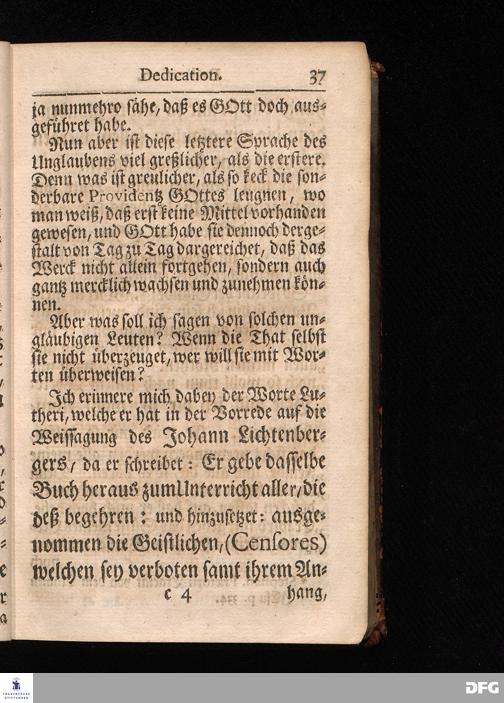 Dedication. 37
ja nunmehro sähe, daß es GOtt doch aus-
geführet habe.
Nun aber ist diese letztere Sprache des
Unglaubens viel greßlicher, als die erstere.
Denn was ist greulicher, als so keck die son-
derbare Providentz GOttes leugnen, wo
man weiß, daß erst keine Mittel vorhanden
gewesen, und GOtt habe sie dennoch derge-
stalt von Tag zu Tag dargereichet, daß das
Werck nicht allein fortgehen, sondern auch
gantz mercklich wachsen und zunehmen kön-
nen.
Aber was soll ich sagen von solchen un-
gläubigen Leuten? Wenn die That selbst
sie nicht überzeuget, wer will sie mit Wor-
ten überweisen?
Ich erinnere mich dabey der Worte Lu-
theri, welche er hat in der Vorrede auf die
Weissagung des Johann Lichtenber-
gers, da er schreibet: Er gebe dasselbe
Buch heraus zum Unterricht aller, die
deß begehren: und hinzusetzet: ausge-
nommen die Geistlichen, (Censores)
welchen sey verboten samt ihrem An-
c 4 hang,
FRANCKESCHE
STIFTUNGEN
DFG